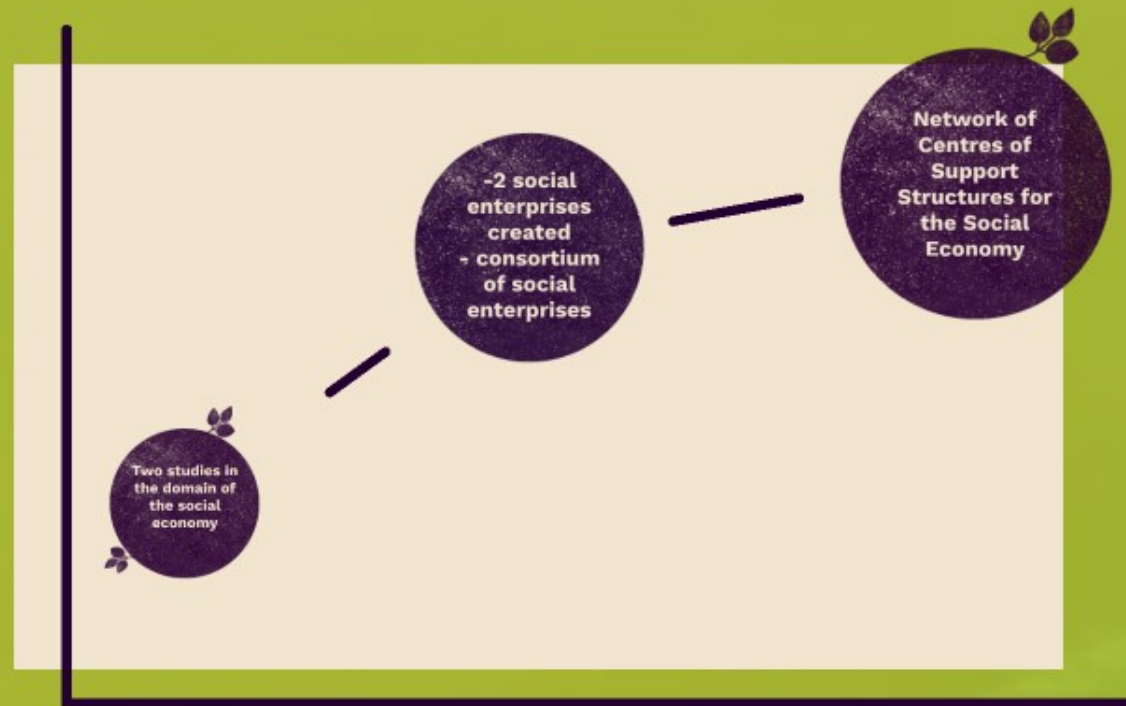 Two studies in
the domain of
the social
economy
-2 social
enterprises
created
- consortium
of social
enterprises
Network of
Centres of
Support
Structures for
the Social
Economy